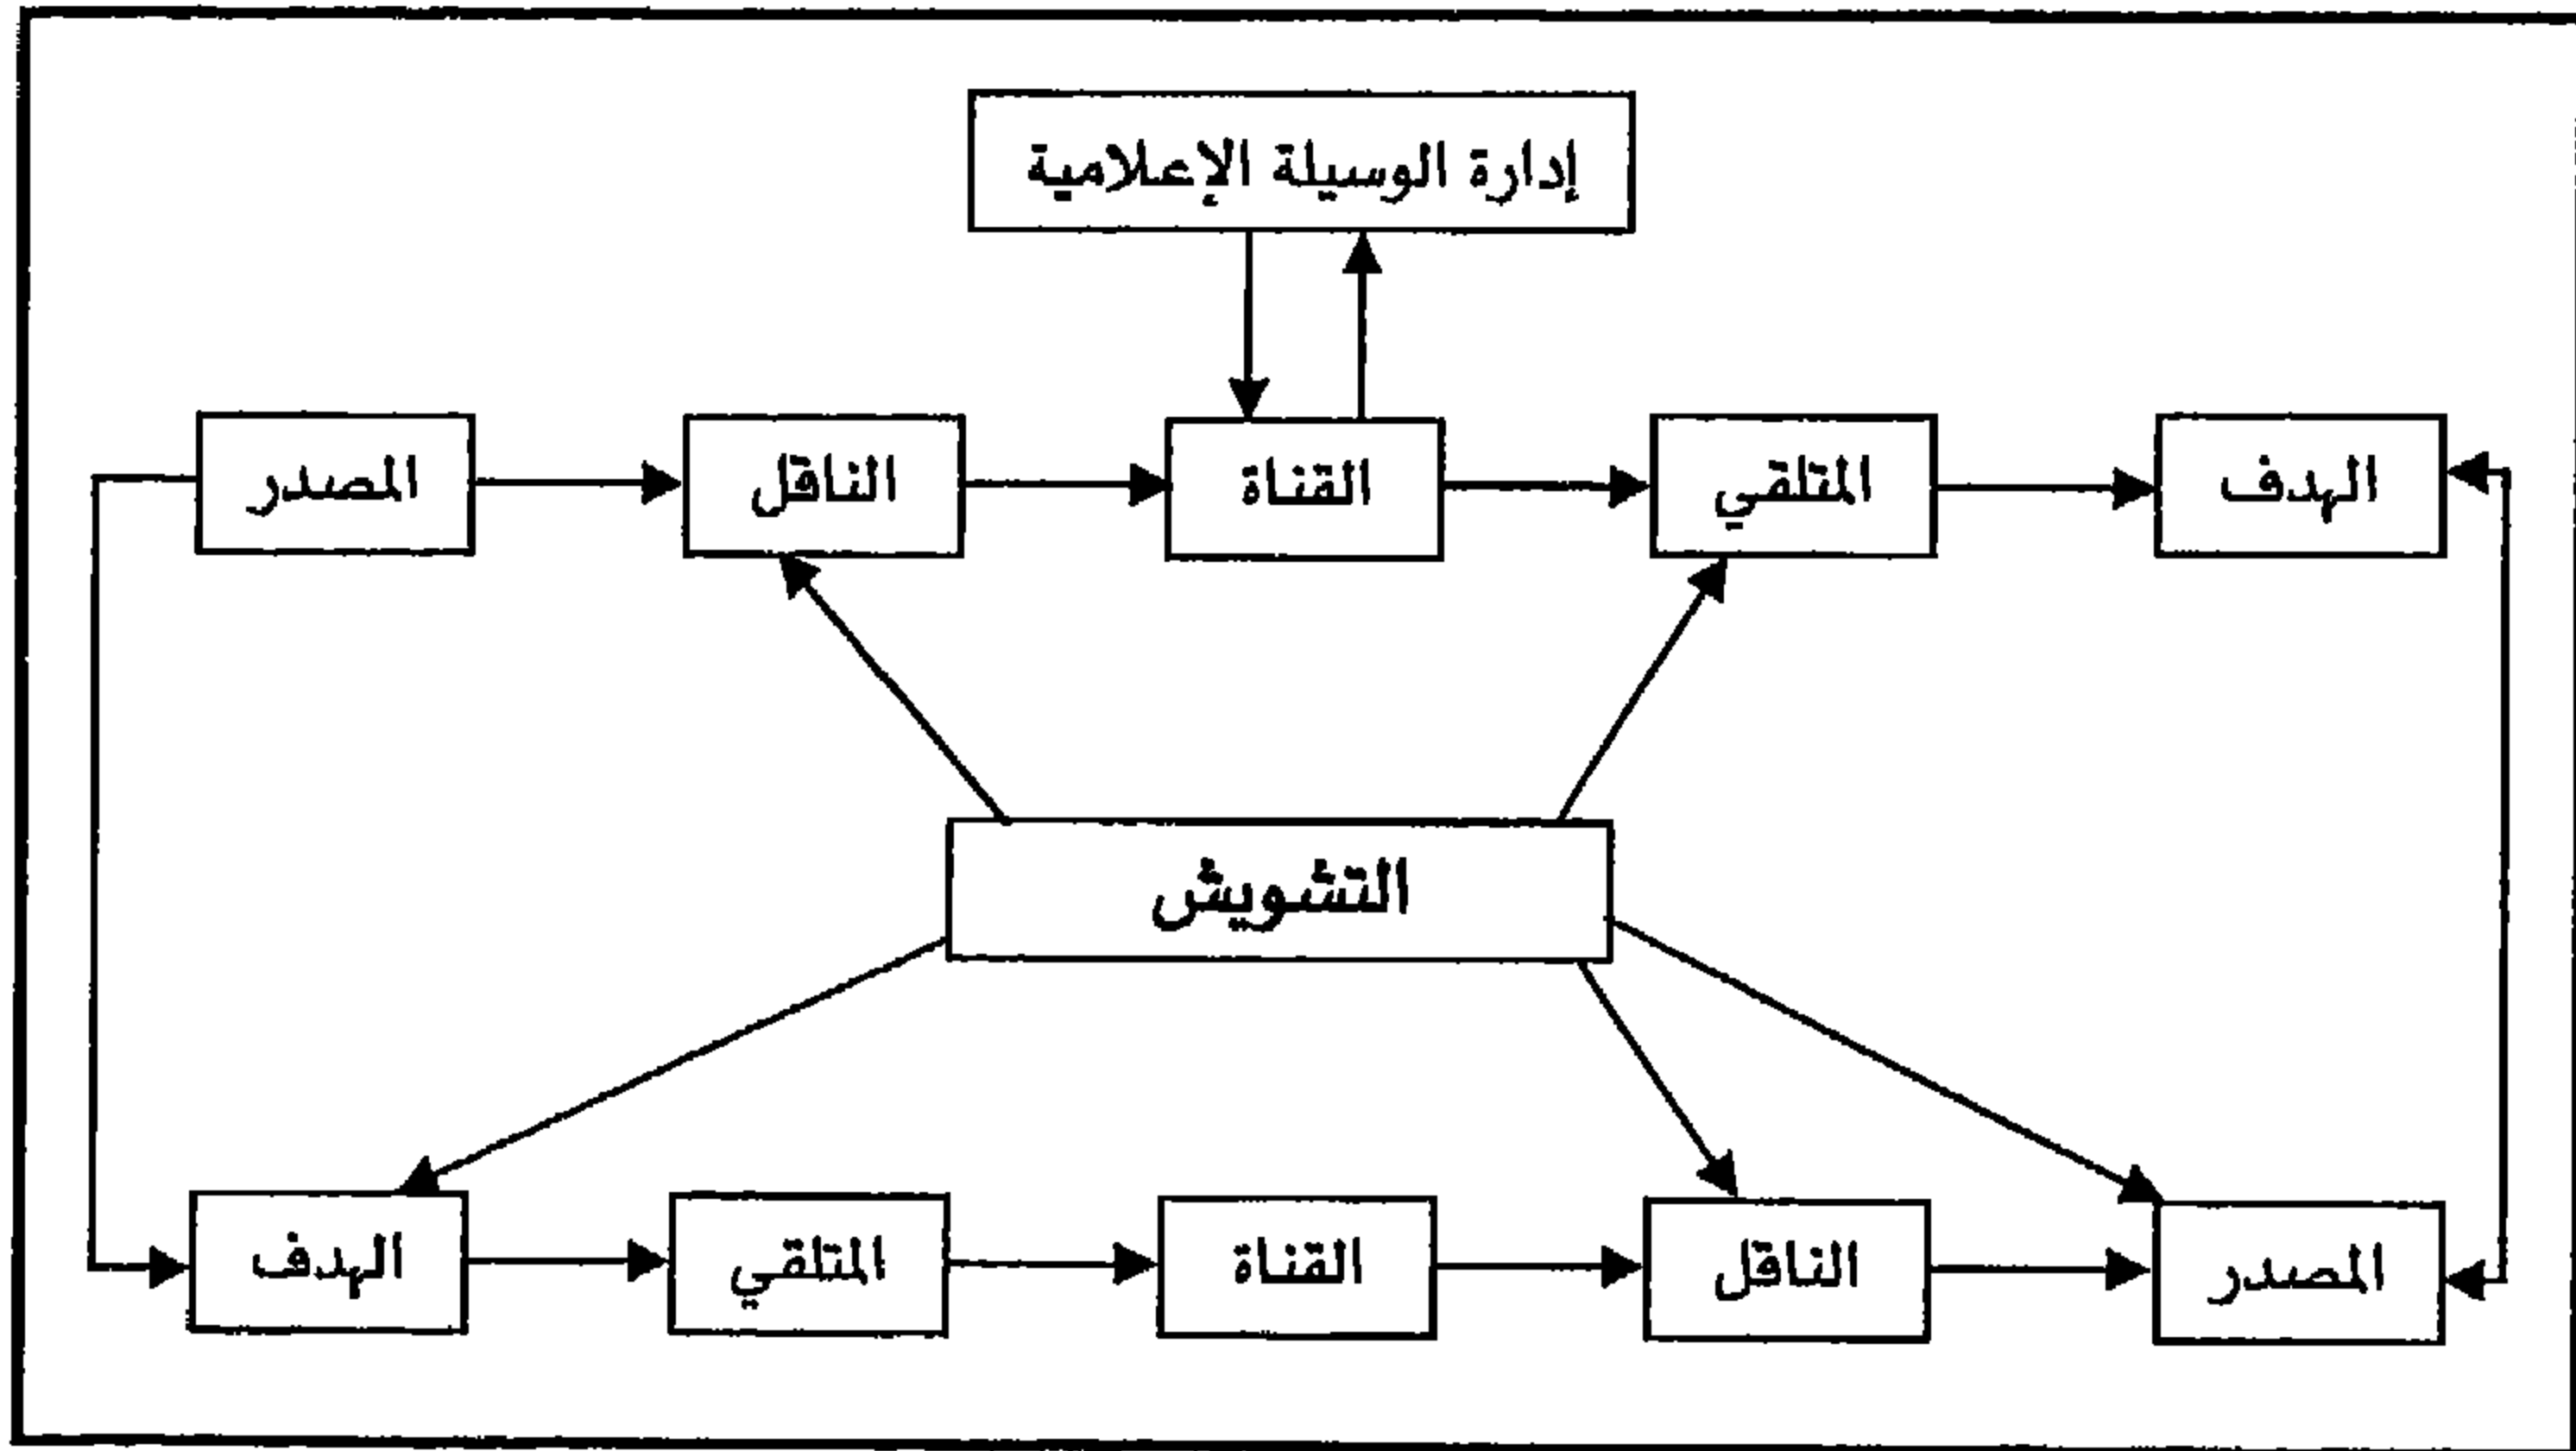 إدارة الوسيلة الإعلامية
المصدر
الناقل
القناة
المتلقي
الهدف
التشويش
الهدف
المتلقي
القناة
الناقل
المصدر